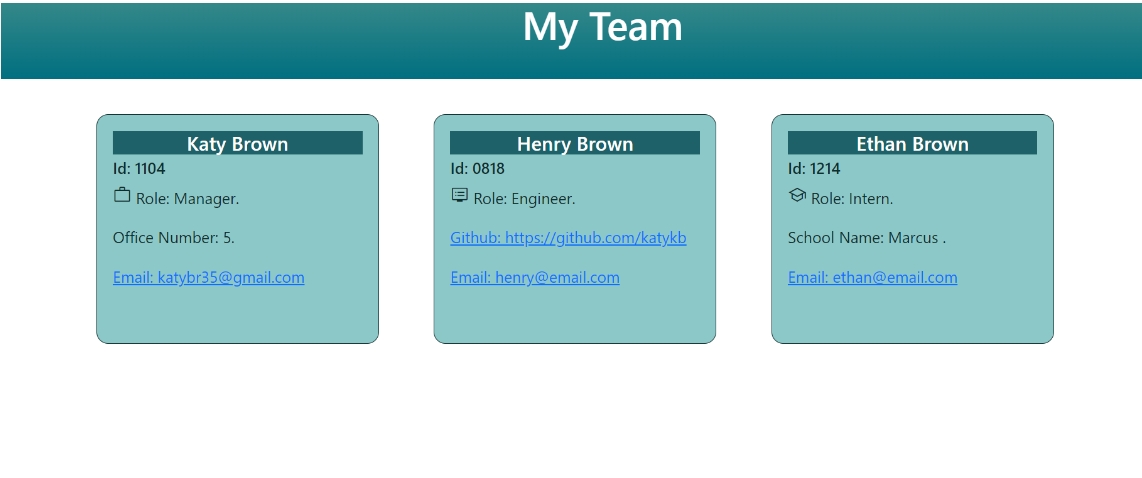 My Team
Katy Brown
Id: 1104
Role: Manager.
Office Number: 5.
Email: katybr35@gmail.com
Henry Brown
Id: 0818
Role: Engineer.
Github: https://github.com/katykb
Email: henry@email.com
Ethan Brown
Id: 1214
Role: Intern.
School Name: Marcus .
Email: ethan@email.com